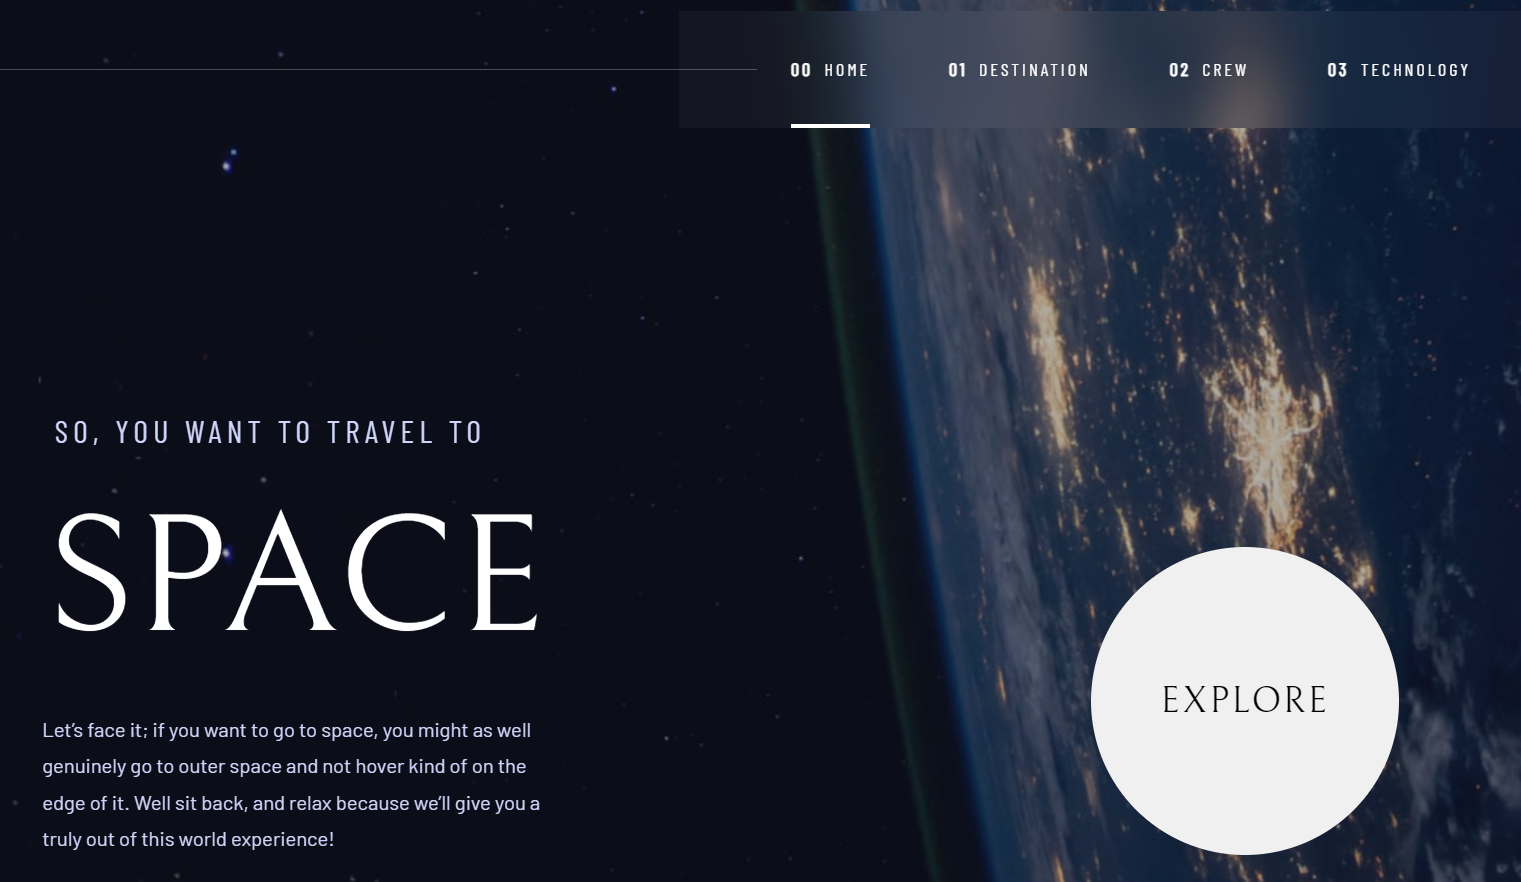 00 HOME 01 DESTINATION 02 CREW 03 TECHNOLOGY
SO, YOU WANT TO TRAVEL TO
SPACE
Let’s face it; if you want to go to space, you might as well
genuinely go to outer space and not hover kind of on the
edge of it. Well sit back, and relax because we’ll give you a
truly out of this world experience!
EXPLORE